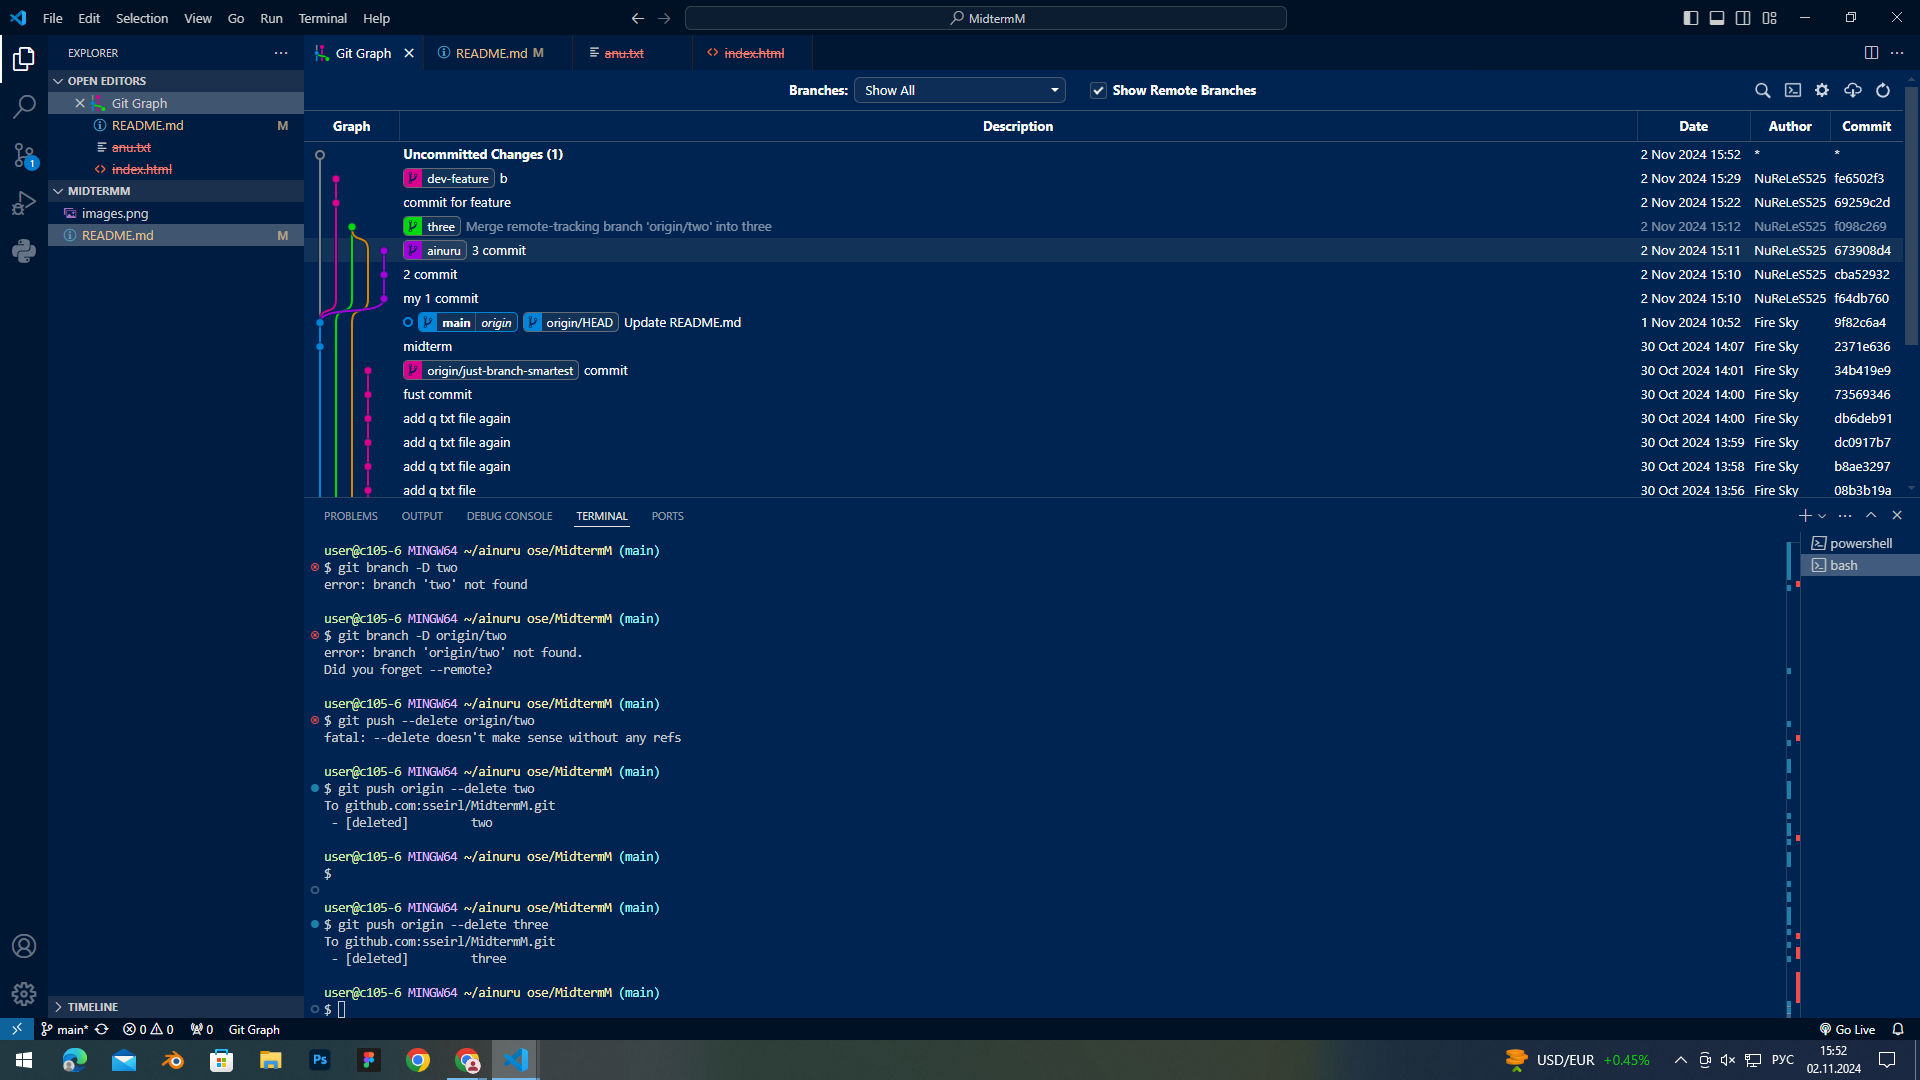 File Edit Selection View Go Run Terminal Help
MidtermM
EXPLORER
OPEN EDITORS
Git Graph
README.md M
anu.txt
index.html
MIDTERMM
images.png
README.md M
TIMELINE
Git Graph README.md M anu.txt index.html
Branches: Show All Show Remote Branches
Graph Description Date Author Commit
Uncommitted Changes (1) 2 Nov 2024 15:52 * *
dev-feature b 2 Nov 2024 15:29 NuReLeS525 fe6502f3
commit for feature 2 Nov 2024 15:22 NuReLeS525 69259c2d
three Merge remote-tracking branch 'origin/two' into three 2 Nov 2024 15:12 NuReLeS525 f098c269
ainuru 3 commit 2 Nov 2024 15:11 NuReLeS525 673908d4
2 commit 2 Nov 2024 15:10 NuReLeS525 cba52932
my 1 commit 2 Nov 2024 15:10 NuReLeS525 f64db760
main origin origin/HEAD Update README.md 1 Nov 2024 10:52 Fire Sky 9f82c6a4
midterm 30 Oct 2024 14:07 Fire Sky 2371e636
origin/just-branch-smartest commit 30 Oct 2024 14:01 Fire Sky 34b419e9
fust commit 30 Oct 2024 14:00 Fire Sky 73569346
add q txt file again 30 Oct 2024 14:00 Fire Sky db6deb91
add q txt file again 30 Oct 2024 13:59 Fire Sky dc0917b7
add q txt file again 30 Oct 2024 13:58 Fire Sky b8ae3297
add q txt file 30 Oct 2024 13:56 Fire Sky 08b3b19a
PROBLEMS OUTPUT DEBUG CONSOLE TERMINAL PORTS
powershell
bash
user@c105-6 MINGW64 ~/ainuru ose/MidtermM (main)
$ git branch -D two
error: branch 'two' not found
user@c105-6 MINGW64 ~/ainuru ose/MidtermM (main)
$ git branch -D origin/two
error: branch 'origin/two' not found.
Did you forget --remote?
user@c105-6 MINGW64 ~/ainuru ose/MidtermM (main)
$ git push --delete origin/two
fatal: --delete doesn't make sense without any refs
user@c105-6 MINGW64 ~/ainuru ose/MidtermM (main)
$ git push origin --delete two
To github.com:sseirl/MidtermM.git
- [deleted] two
user@c105-6 MINGW64 ~/ainuru ose/MidtermM (main)
$
user@c105-6 MINGW64 ~/ainuru ose/MidtermM (main)
$ git push origin --delete three
To github.com:sseirl/MidtermM.git
- [deleted] three
user@c105-6 MINGW64 ~/ainuru ose/MidtermM (main)
$
1
main* 0 0 0 Git Graph Go Live
Ps
USD/EUR +0.45% РУС 15:52
02.11.2024